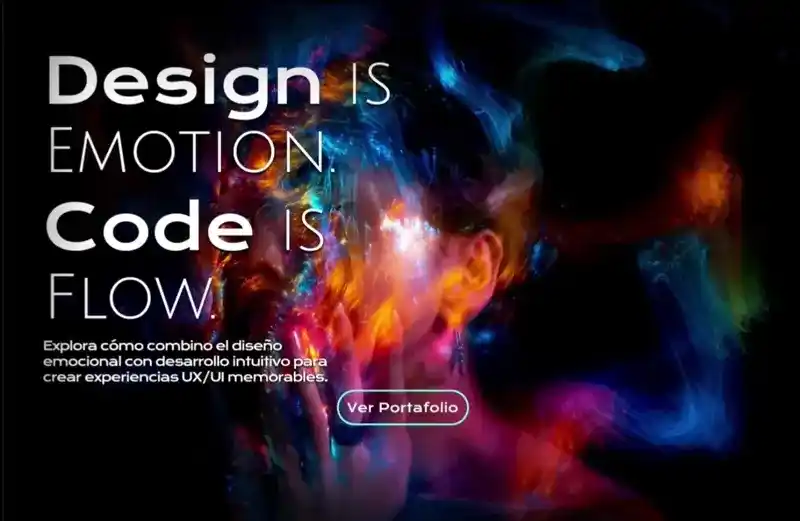 Design IS
EMOTION.
Code IS
FLOW.
Explora cómo combino el diseño
emocional con desarrollo intuitivo para
crear experiencias UX/UI memorables.
Ver Portafolio